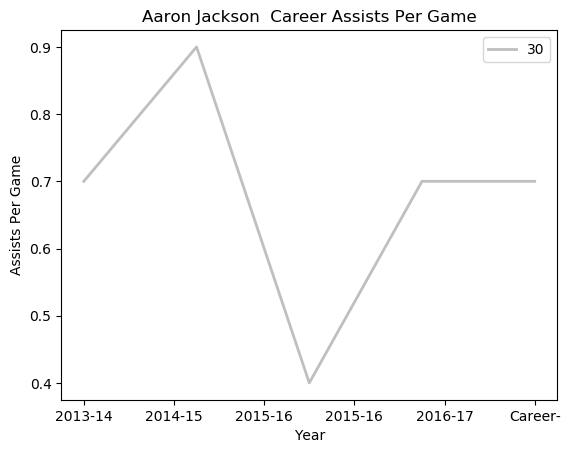 Aaron Jackson  Career Assists Per Game
30
0.9
0.8
0.7
0.6
0.5
0.4
Assists Per Game
2013-14 2014-15 2015-16 2015-16 2016-17 Career-
Year